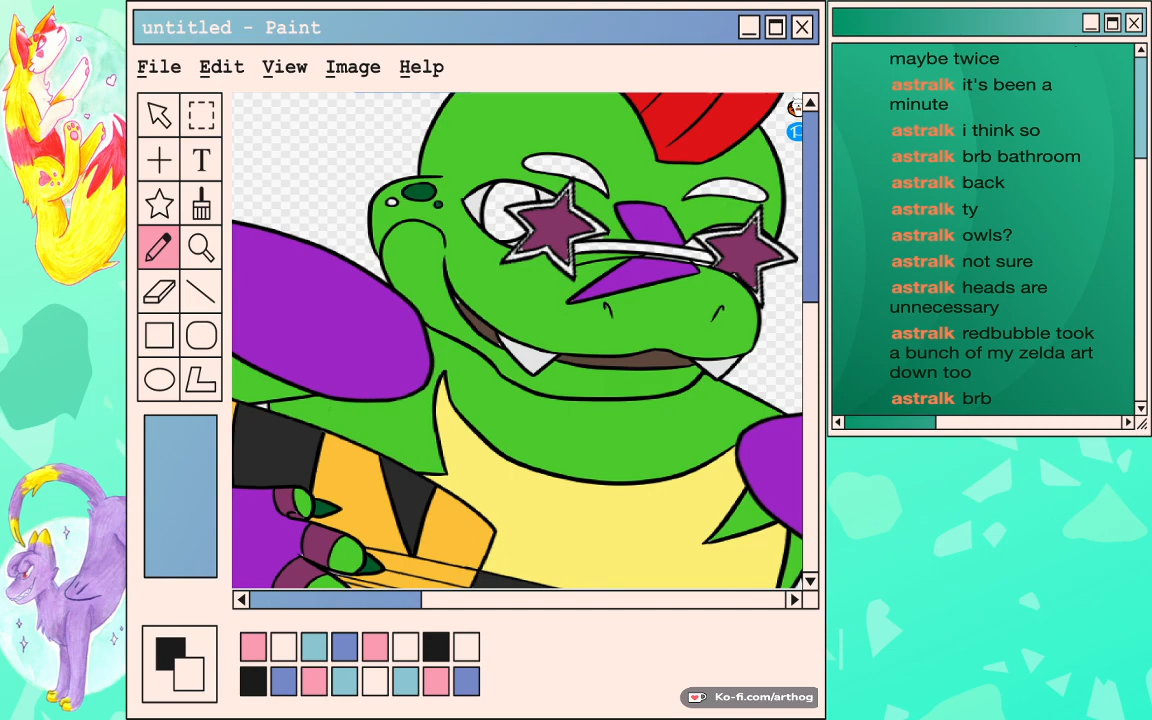 untitled - Paint
File Edit View Image Help
T
maybe twice
astralk it's been a
minute
astralk i think so
astralk brb bathroom
astralk back
astralk ty
astralk owls?
astralk not sure
astralk heads are
unnecessary
astralk redbubble took
a bunch of my zelda art
down too
astralk brb
Ko-fi.com/arthog